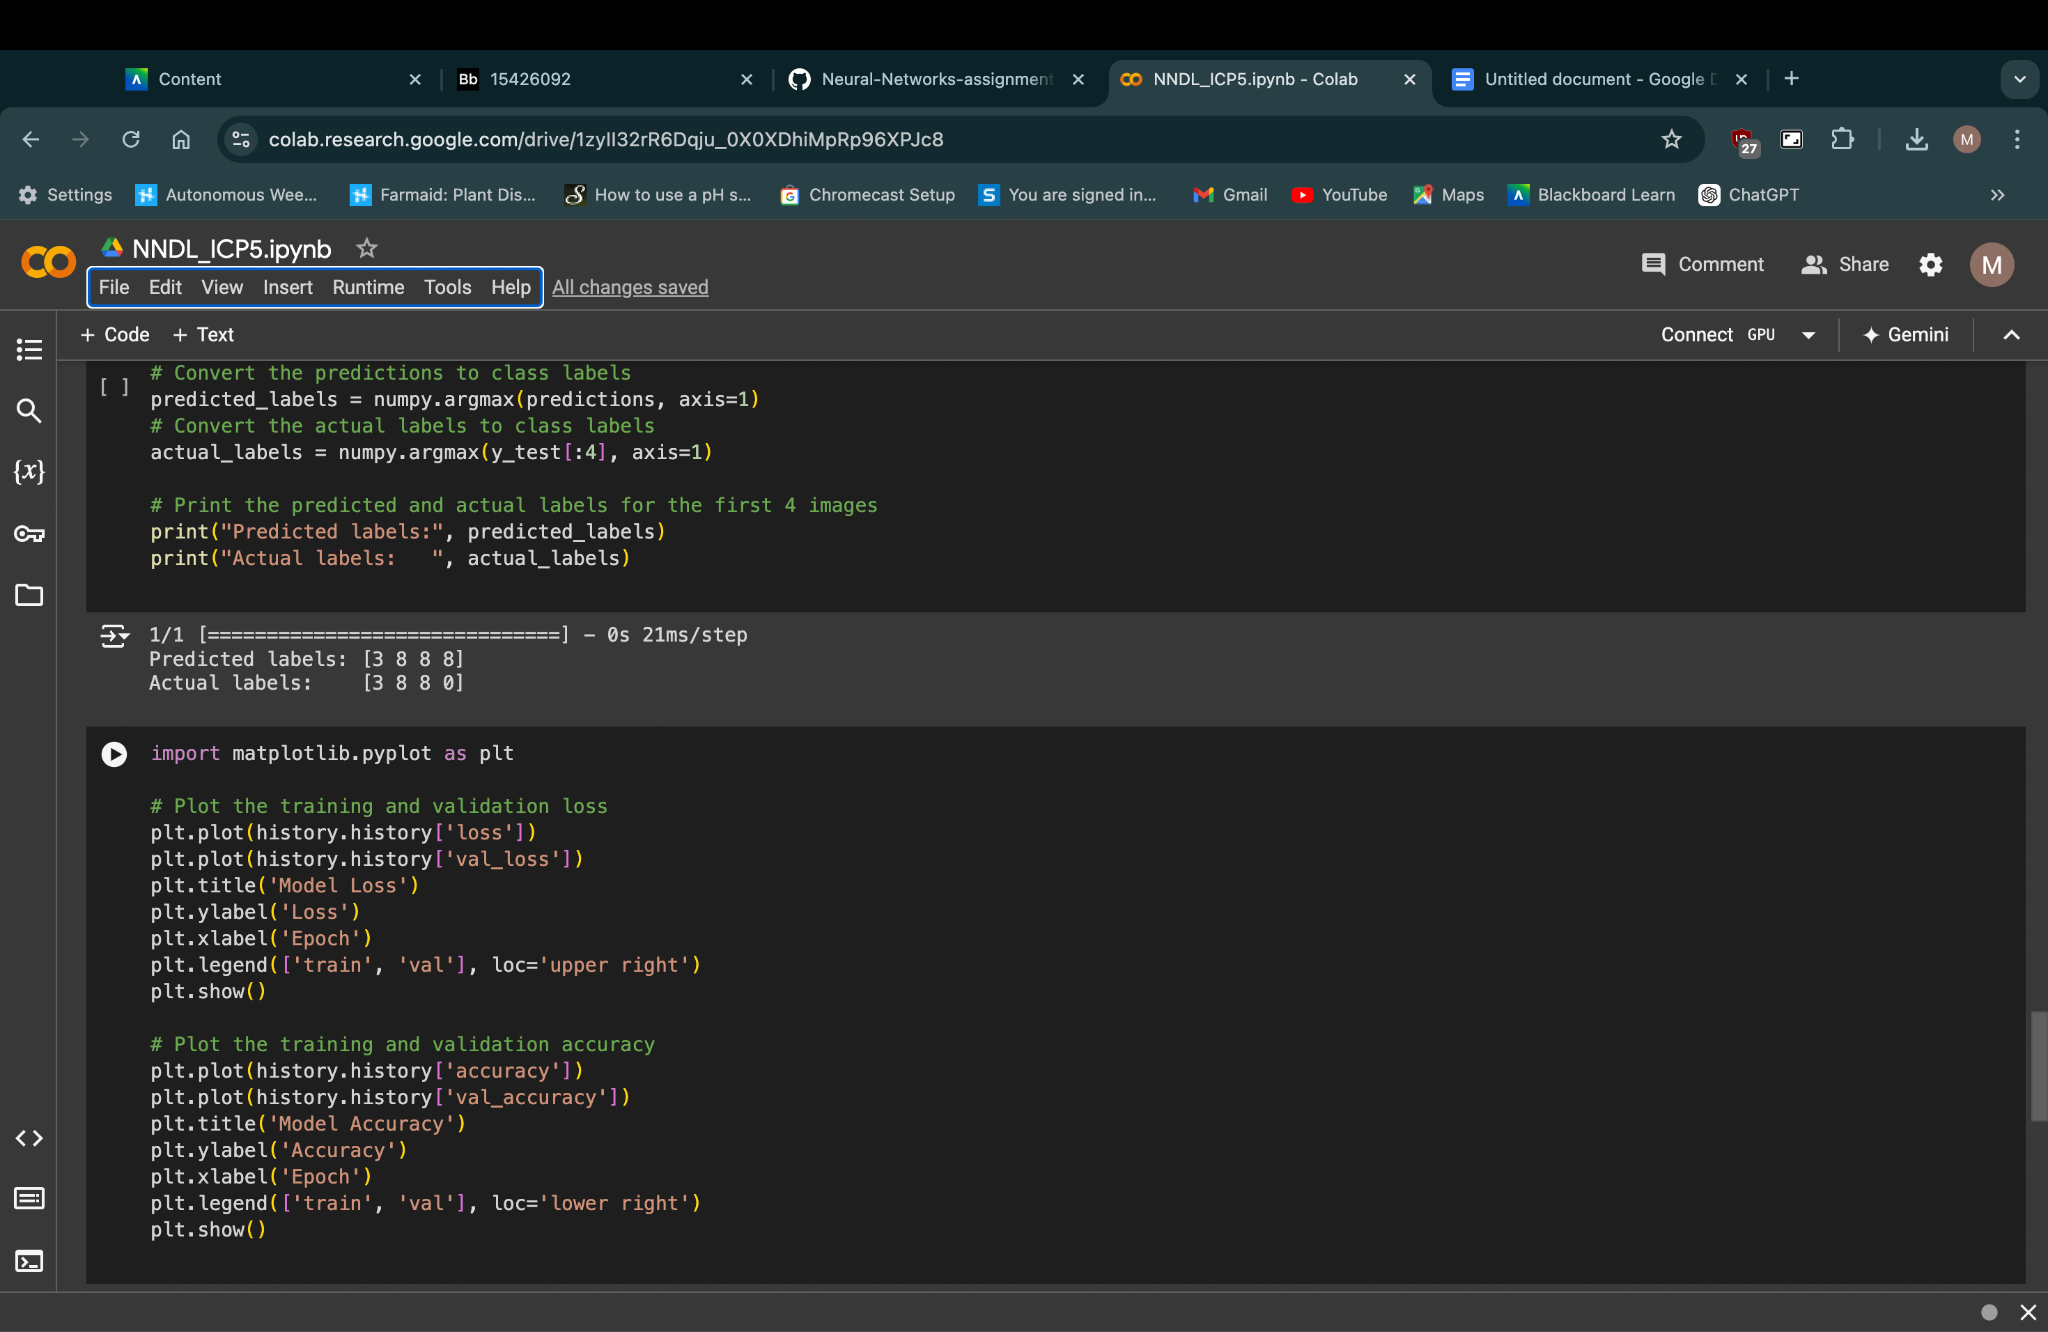 Content
Bb 15426092
Neural-Networks-assignment
NNDL_ICP5.ipynb - Colab
Untitled document - Google D
colab.research.google.com/drive/1zyIl32rR6Dqju_0X0XDhiMpRp96XPJc8
27
M
Settings
Autonomous Wee...
Farmaid: Plant Dis...
How to use a pH s...
Chromecast Setup
You are signed in...
Gmail
YouTube
Maps
Blackboard Learn
ChatGPT
NNDL_ICP5.ipynb
Comment
Share
M
File Edit View Insert Runtime Tools Help All changes saved
+ Code + Text
Connect GPU
Gemini
# Convert the predictions to class labels
[ ] predicted_labels = numpy.argmax(predictions, axis=1)
# Convert the actual labels to class labels
actual_labels = numpy.argmax(y_test[:4], axis=1)
# Print the predicted and actual labels for the first 4 images
print("Predicted labels:", predicted_labels)
print("Actual labels:   ", actual_labels)
1/1 [==============================] - 0s 21ms/step
Predicted labels: [3 8 8 8]
Actual labels:    [3 8 8 0]
import matplotlib.pyplot as plt
# Plot the training and validation loss
plt.plot(history.history['loss'])
plt.plot(history.history['val_loss'])
plt.title('Model Loss')
plt.ylabel('Loss')
plt.xlabel('Epoch')
plt.legend(['train', 'val'], loc='upper right')
plt.show()
# Plot the training and validation accuracy
plt.plot(history.history['accuracy'])
plt.plot(history.history['val_accuracy'])
plt.title('Model Accuracy')
plt.ylabel('Accuracy')
plt.xlabel('Epoch')
plt.legend(['train', 'val'], loc='lower right')
plt.show()